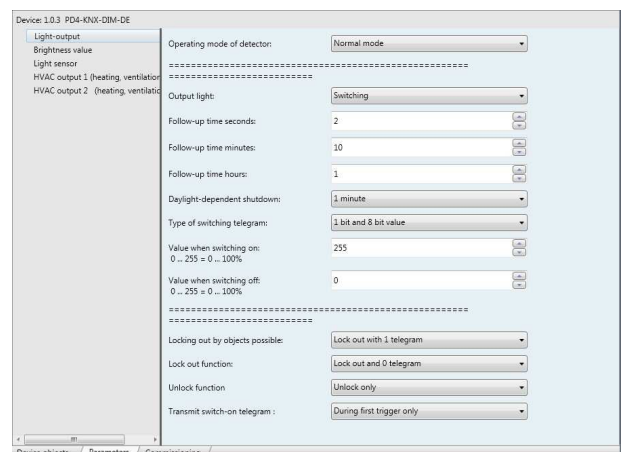 Device: 1.0.3 PD4-KNX-DIM-DE
Light-output
Brightness value
Light sensor
HVAC output 1 (heating, ventilation
HVAC output 2 (heating, ventilatic
Operating mode of detector: Normal mode
=====================================================
==========================
Output light: Switching
Follow-up time seconds: 2
Follow-up time minutes: 10
Follow-up time hours: 1
Daylight-dependent shutdown: 1 minute
Type of switching telegram: 1 bit and 8 bit value
Value when switching on: 255
0 ... 255 = 0 ... 100%
Value when switching off: 0
0 ... 255 = 0 ... 100%
=====================================================
==========================
Locking out by objects possible: Lock out with 1 telegram
Lock out function: Lock out and 0 telegram
Unlock function Unlock only
Transmit switch-on telegram : During first trigger only
Device objects Parameters Commissioning